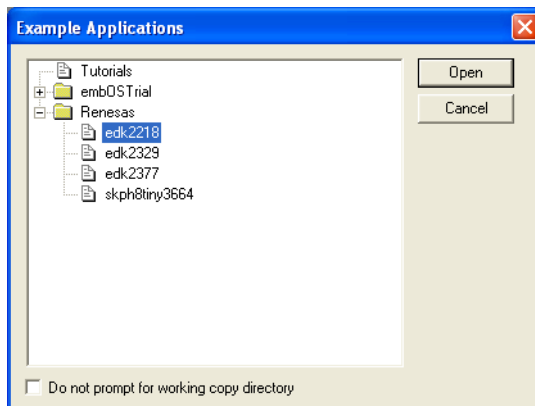 Example Applications
Tutorials
embOSTrial
Renesas
edk2218
edk2329
edk2377
skph8tiny3664
Open
Cancel
Do not prompt for working copy directory